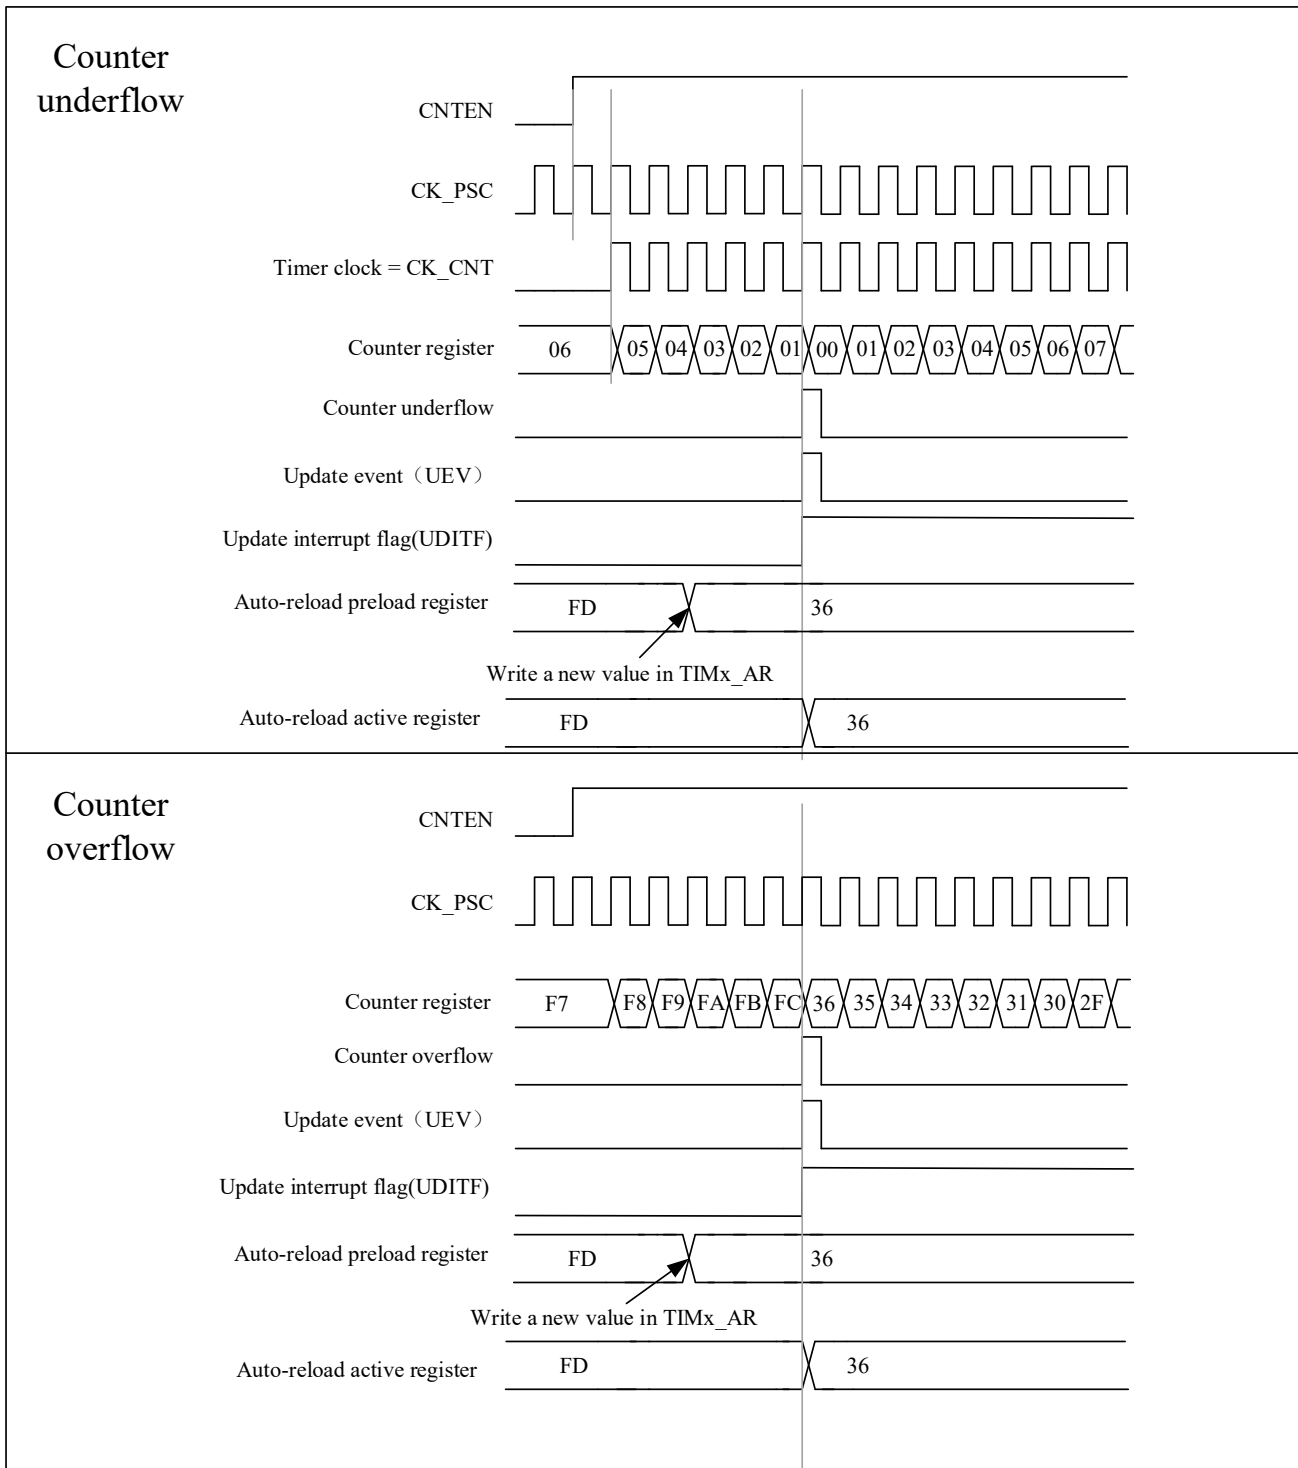 Counter
underflow
CNTEN
CK_PSC
Timer clock = CK_CNT
Counter register 06 05 04 03 02 01 00 01 02 03 04 05 06 07
Counter underflow
Update event（UEV）
Update interrupt flag(UDITF)
Auto-reload preload register FD 36
Write a new value in TIMx_AR
Auto-reload active register FD 36
Counter
overflow
CNTEN
CK_PSC
Counter register F7 F8 F9 FA FB FC 36 35 34 33 32 31 30 2F
Counter overflow
Update event（UEV）
Update interrupt flag(UDITF)
Auto-reload preload register FD 36
Write a new value in TIMx_AR
Auto-reload active register FD 36